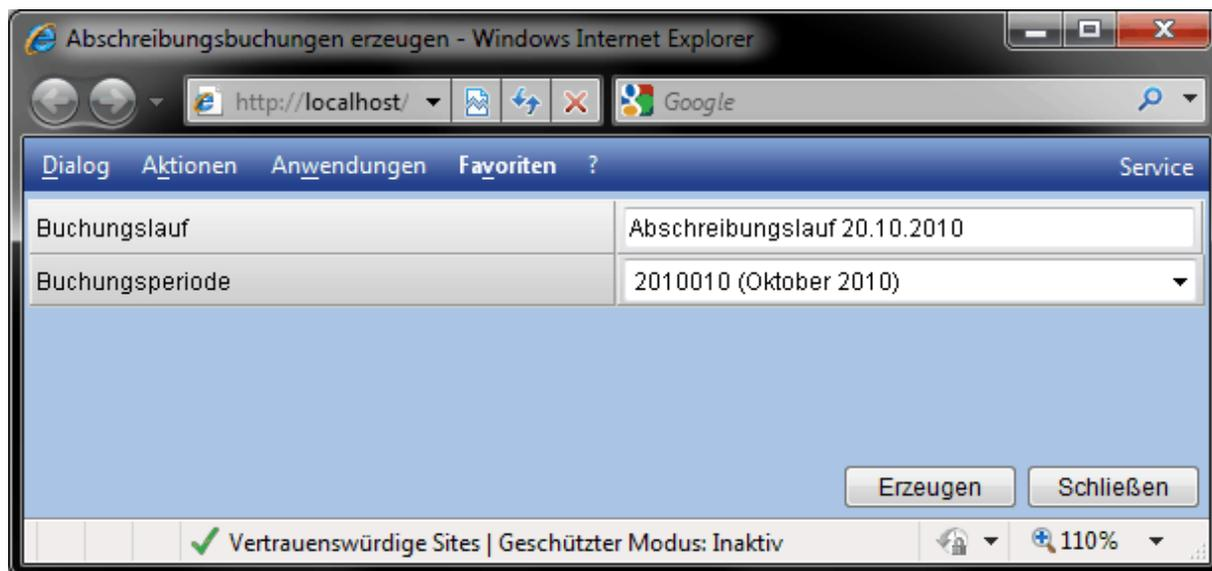 Abschreibungsbuchungen erzeugen - Windows Internet Explorer
http://localhost/ Google
Dialog Aktionen Anwendungen Favoriten ? Service
Buchungslauf Abschreibungslauf 20.10.2010
Buchungsperiode 2010010 (Oktober 2010)
Erzeugen Schließen
Vertrauenswürdige Sites | Geschützter Modus: Inaktiv 110%